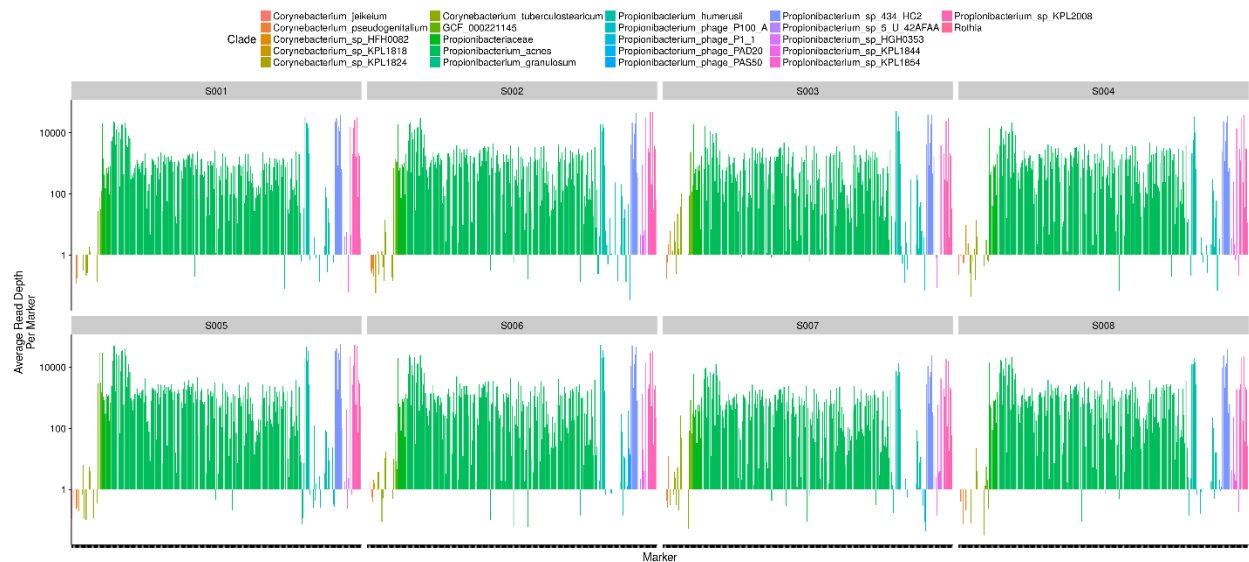 Clade
Corynebacterium_jeikeium
Corynebacterium_pseudogenitalium
Corynebacterium_sp_HFH0082
Corynebacterium_sp_KPL1818
Corynebacterium_sp_KPL1824
Corynebacterium_tuberculostearicum
GCF_000221145
Propionibacteriaceae
Propionibacterium_acnes
Propionibacterium_granulosum
Propionibacterium_humerusii
Propionibacterium_phage_P100_A
Propionibacterium_phage_P1_1
Propionibacterium_phage_PAD20
Propionibacterium_phage_PAS50
Propionibacterium_sp_434_HC2
Propionibacterium_sp_5_U_42AFAA
Propionibacterium_sp_HGH0353
Propionibacterium_sp_KPL1844
Propionibacterium_sp_KPL1854
Propionibacterium_sp_KPL2008
Rothia
S001
S002
S003
S004
10000
100
1
S005
S006
S007
S008
10000
100
1
Average Read Depth
Per Marker
Marker